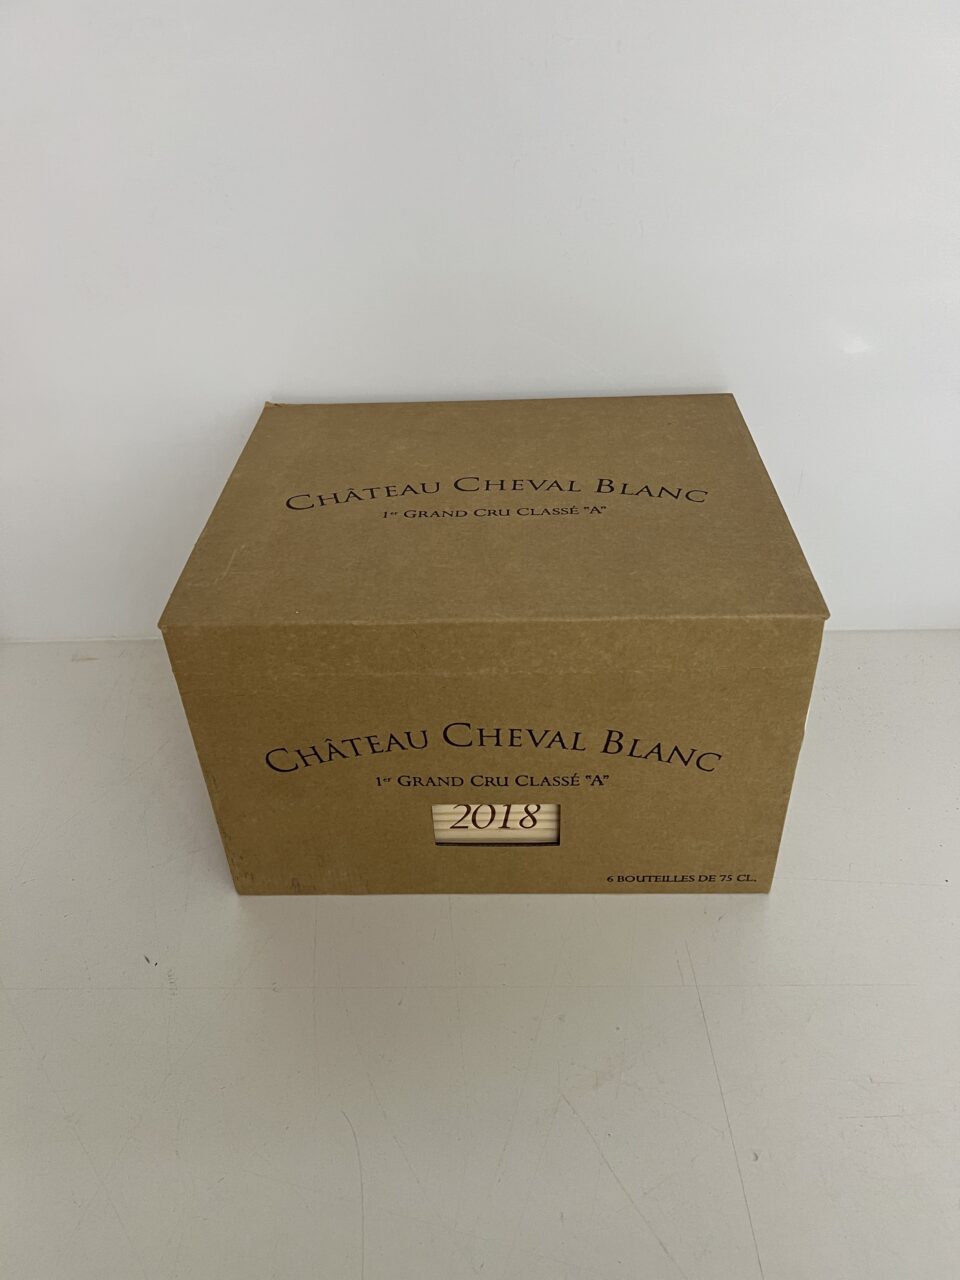 CHÂTEAU CHEVAL BLANC
1er GRAND CRU CLASSÉ "A"
CHÂTEAU CHEVAL BLANC
1er GRAND CRU CLASSÉ "A"
2018
6 BOUTEILLES DE 75 CL.